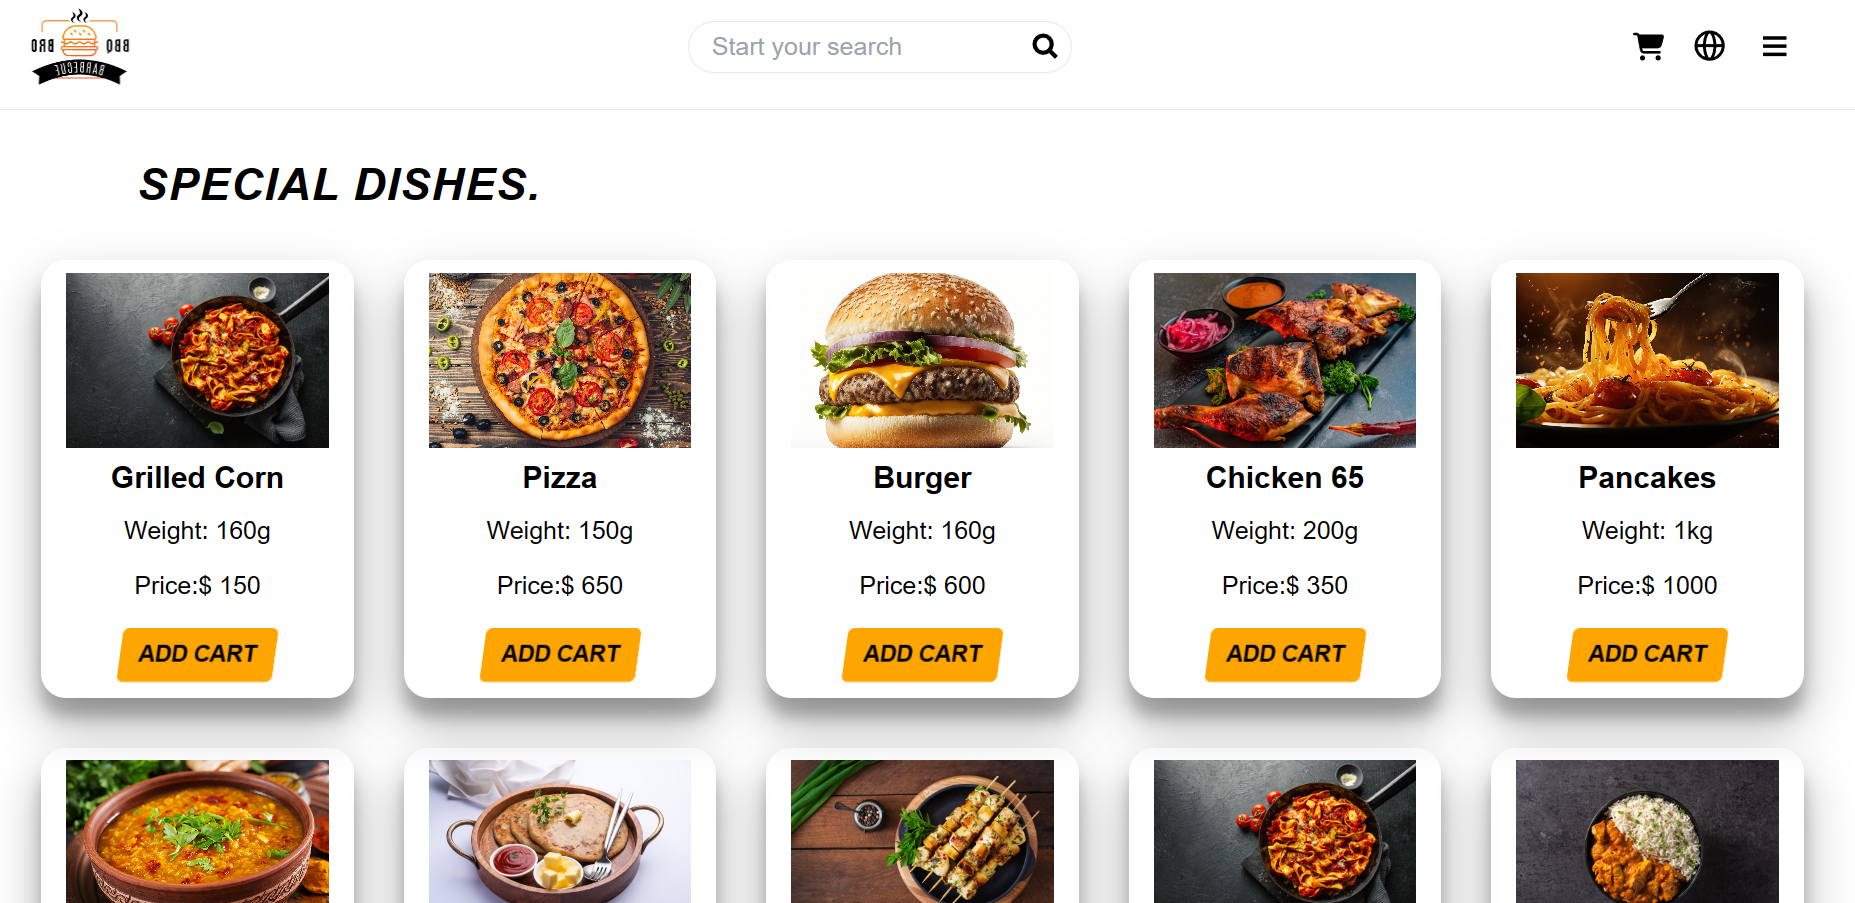 BBQ BRO
BARBECUE
Start your search
SPECIAL DISHES.
Grilled Corn
Weight: 160g
Price:$ 150
ADD CART
Pizza
Weight: 150g
Price:$ 650
ADD CART
Burger
Weight: 160g
Price:$ 600
ADD CART
Chicken 65
Weight: 200g
Price:$ 350
ADD CART
Pancakes
Weight: 1kg
Price:$ 1000
ADD CART